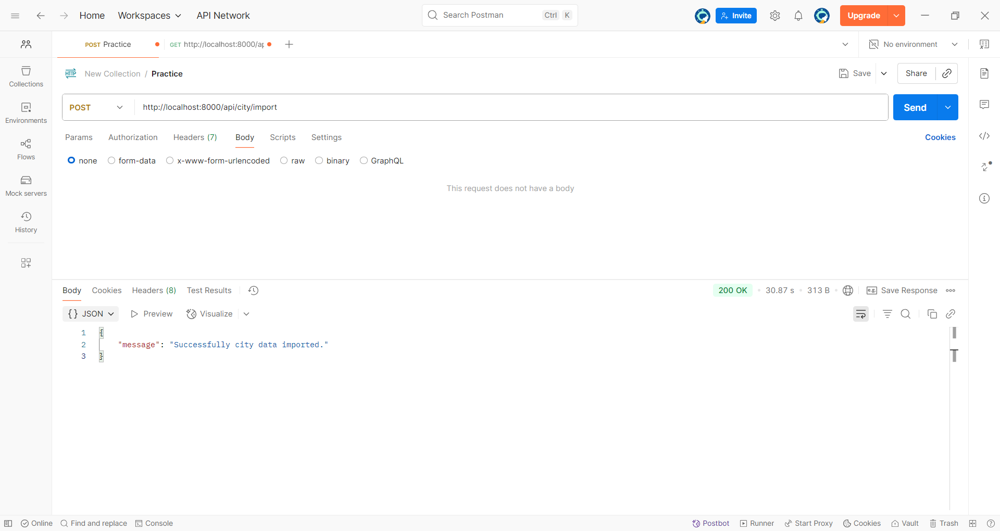 Home Workspaces API Network Search Postman Ctrl K Invite Upgrade
POST Practice GET http://localhost:8000/ap No environment
New Collection / Practice Save Share
POST http://localhost:8000/api/city/import Send
Params Authorization Headers (7) Body Scripts Settings Cookies
none form-data x-www-form-urlencoded raw binary GraphQL
This request does not have a body
Collections
Environments
Flows
Mock servers
History
Body Cookies Headers (8) Test Results 200 OK 30.87 s 313 B e.g. Save Response
{} JSON Preview Visualize
1 {
2 "message": "Successfully city data imported."
3 }
Online Find and replace Console Postbot Runner Start Proxy Cookies Vault Trash